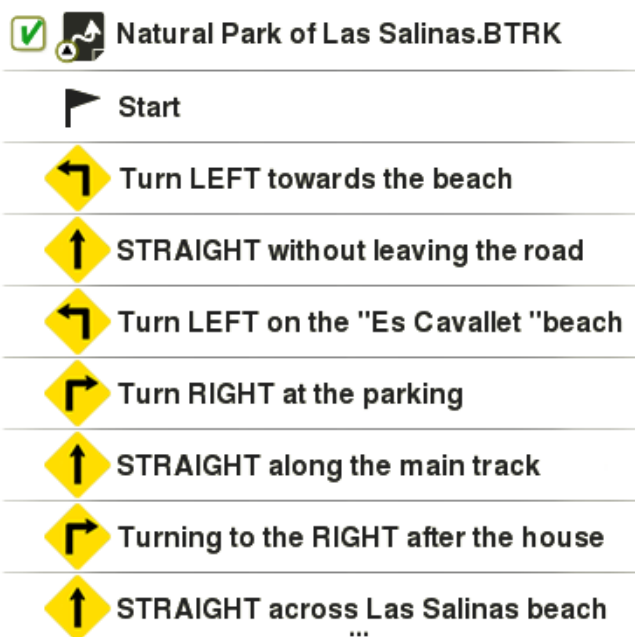 Natural Park of Las Salinas.BTRK
Start
Turn LEFT towards the beach
STRAIGHT without leaving the road
Turn LEFT on the "Es Cavallet "beach
Turn RIGHT at the parking
STRAIGHT along the main track
Turning to the RIGHT after the house
STRAIGHT across Las Salinas beach
...